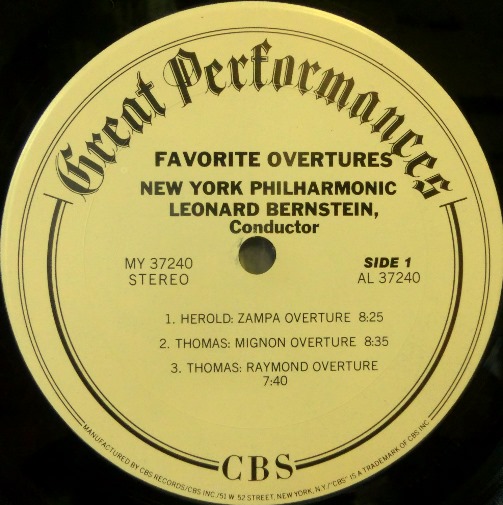 Great Performances
FAVORITE OVERTURES
NEW YORK PHILHARMONIC
LEONARD BERNSTEIN,
Conductor
MY 37240
STEREO
SIDE 1
AL 37240
1. HEROLD: ZAMPA OVERTURE 8:25
2. THOMAS: MIGNON OVERTURE 8:35
3. THOMAS: RAYMOND OVERTURE
7:40
CBS
MANUFACTURED BY CBS RECORDS/CBS INC./51 W 52 STREET, NEW YORK, N.Y./"CBS" IS A TRADEMARK OF CBS INC.